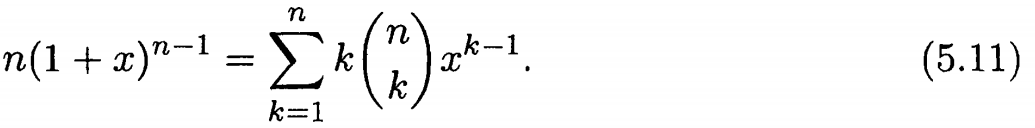 n(1 + x)^{n-1} = \sum_{k=1}^{n} k \binom{n}{k} x^{k-1}. (5.11)